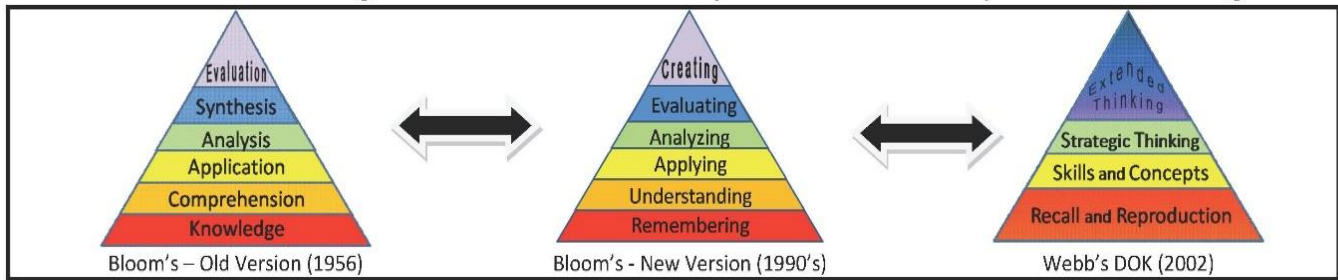 Evaluation
Synthesis
Analysis
Application
Comprehension
Knowledge
Bloom's – Old Version (1956)
Creating
Evaluating
Analyzing
Applying
Understanding
Remembering
Bloom's - New Version (1990's)
Extended
Thinking
Strategic Thinking
Skills and Concepts
Recall and Reproduction
Webb's DOK (2002)